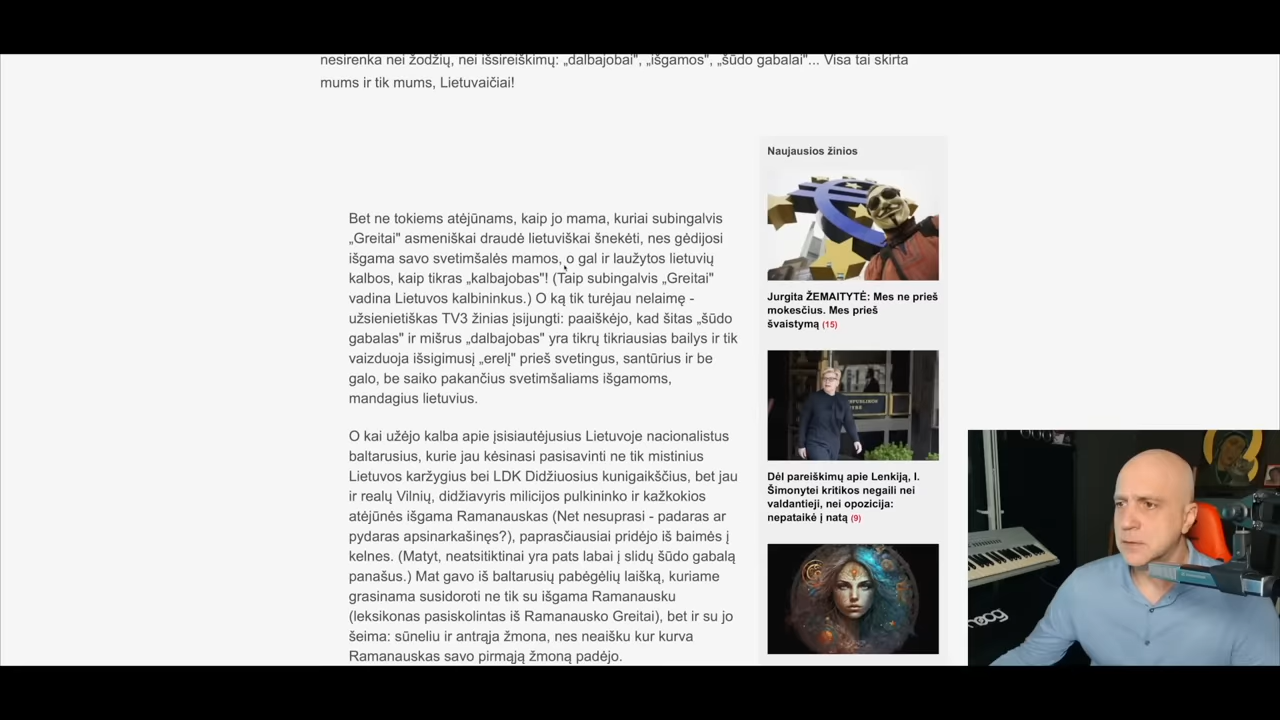 nesirenka nei žodžių, nei išsireiškimų: „dalbajobai", „išgamos", „šūdo gabalai"... Visa tai skirta
mums ir tik mums, Lietuvaičiai!
Bet ne tokiems atėjūnams, kaip jo mama, kuriai subingalvis
„Greitai" asmeniškai draudė lietuviškai šnekėti, nes gėdijosi
išgama savo svetimšalės mamos, o gal ir laužytos lietuvių
kalbos, kaip tikras „kalbajobas"! (Taip subingalvis „Greitai"
vadina Lietuvos kalbininkus.) O ką tik turėjau nelaimę -
užsienietiškas TV3 žinias įsijungti: paaiškėjo, kad šitas „šūdo
gabalas" ir mišrus „dalbajobas" yra tikrų tikriausias bailys ir tik
vaizduoja išsigimusį „erelį" prieš svetingus, santūrius ir be
galo, be saiko pakančius svetimšaliams išgamoms,
mandagius lietuvius.
O kai užėjo kalba apie įsisiautėjusius Lietuvoje nacionalistus
baltarusius, kurie jau kėsinasi pasisavinti ne tik mistinius
Lietuvos karžygius bei LDK Didžiuosius kunigaikščius, bet jau
ir realų Vilnių, didžiavyris milicijos pulkininko ir kažkokios
atėjūnės išgama Ramanauskas (Net nesuprasi - padaras ar
pydaras apsinarkašinęs?), paprasčiausiai pridėjo iš baimės į
kelnes. (Matyt, neatsitiktinai yra pats labai į slidų šūdo gabalą
panašus.) Mat gavo iš baltarusių pabėgėlių laišką, kuriame
grasinama susidoroti ne tik su išgama Ramanausku
(leksikonas pasiskolintas iš Ramanausko Greitai), bet ir su jo
šeima: sūneliu ir antrąja žmona, nes neaišku kur kurva
Ramanauskas savo pirmąją žmoną padėjo.
Naujausios žinios
Jurgita ŽEMAITYTĖ: Mes ne prieš
mokesčius. Mes prieš
švaistymą (15)
Dėl pareiškimų apie Lenkiją, I.
Šimonytei kritikos negaili nei
valdantieji, nei opozicija:
nepataikė į natą (9)
moog